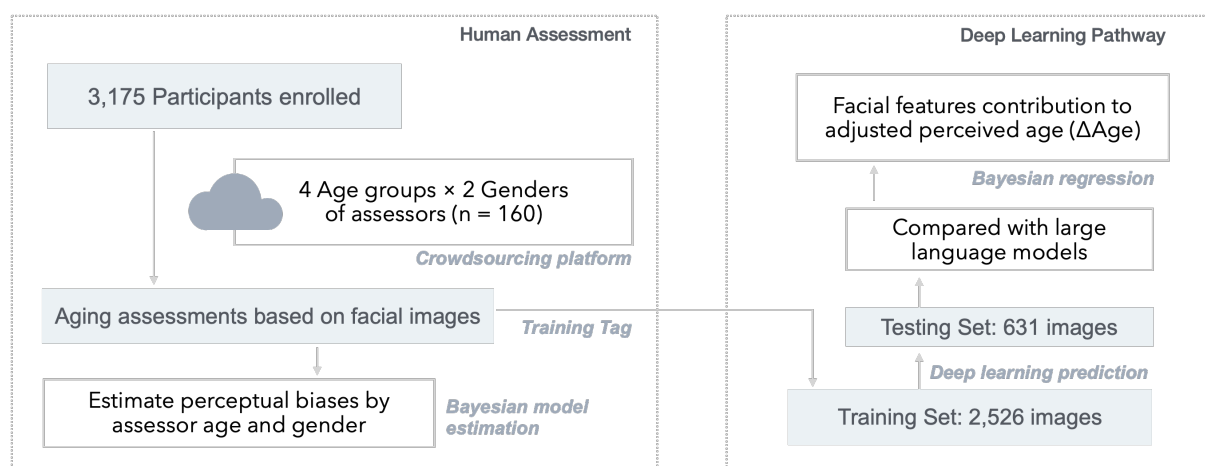 Human Assessment
3,175 Participants enrolled
4 Age groups × 2 Genders
of assessors (n = 160)
Crowdsourcing platform
Aging assessments based on facial images
Training Tag
Estimate perceptual biases by
assessor age and gender
Bayesian model
estimation
Deep Learning Pathway
Facial features contribution to
adjusted perceived age (ΔAge)
Bayesian regression
Compared with large
language models
Testing Set: 631 images
Deep learning prediction
Training Set: 2,526 images